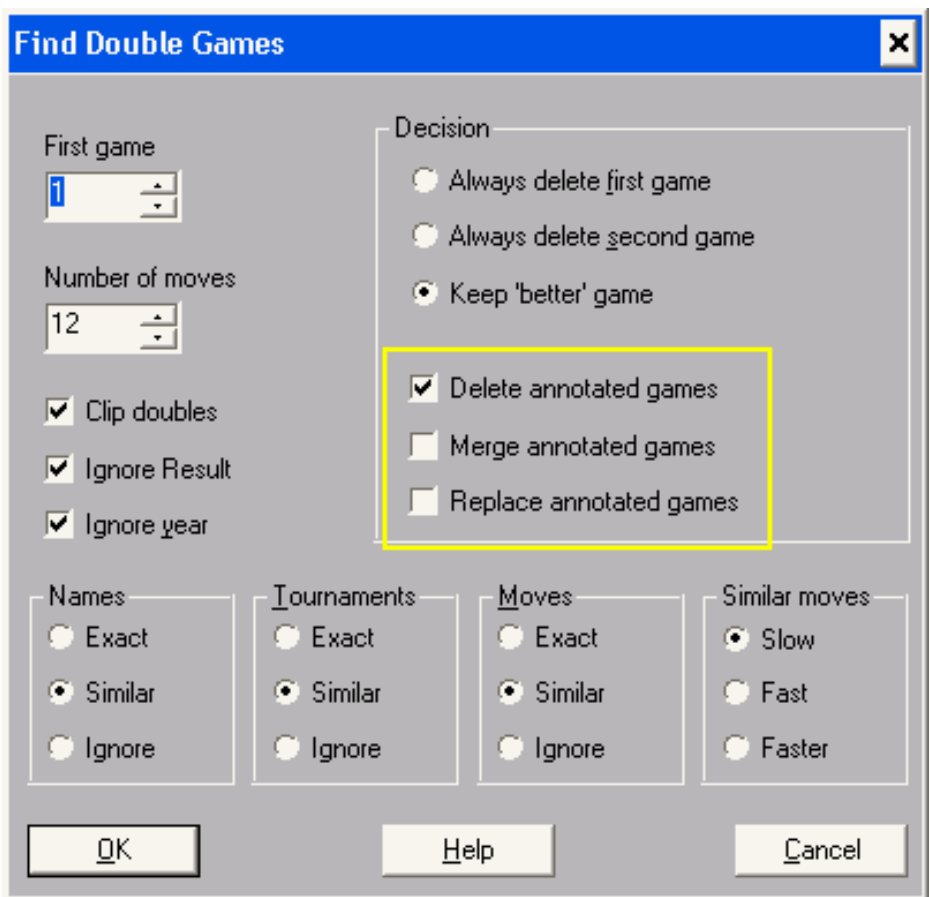 Find Double Games
First game
1
Number of moves
12
Clip doubles
Ignore Result
Ignore year
Decision
Always delete first game
Always delete second game
Keep 'better' game
Delete annotated games
Merge annotated games
Replace annotated games
Names
Exact
Similar
Ignore
Tournaments
Exact
Similar
Ignore
Moves
Exact
Similar
Ignore
Similar moves
Slow
Fast
Faster
OK
Help
Cancel